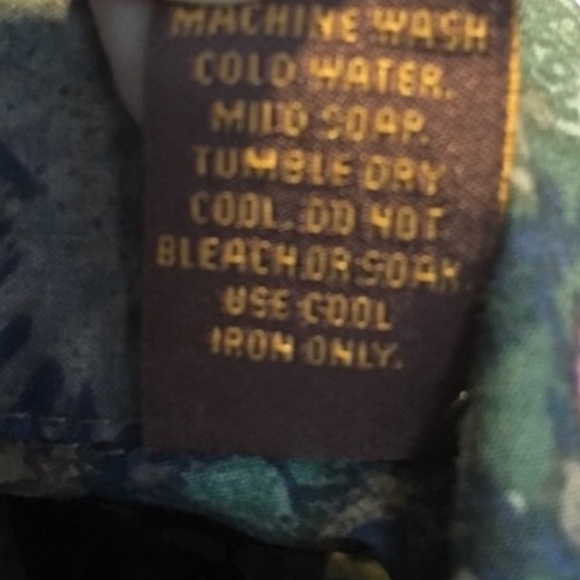 MACHINE WASH
COLD WATER.
MILD SOAP.
TUMBLE DRY
COOL. DO NOT
BLEACH OR SOAK.
USE COOL
IRON ONLY.